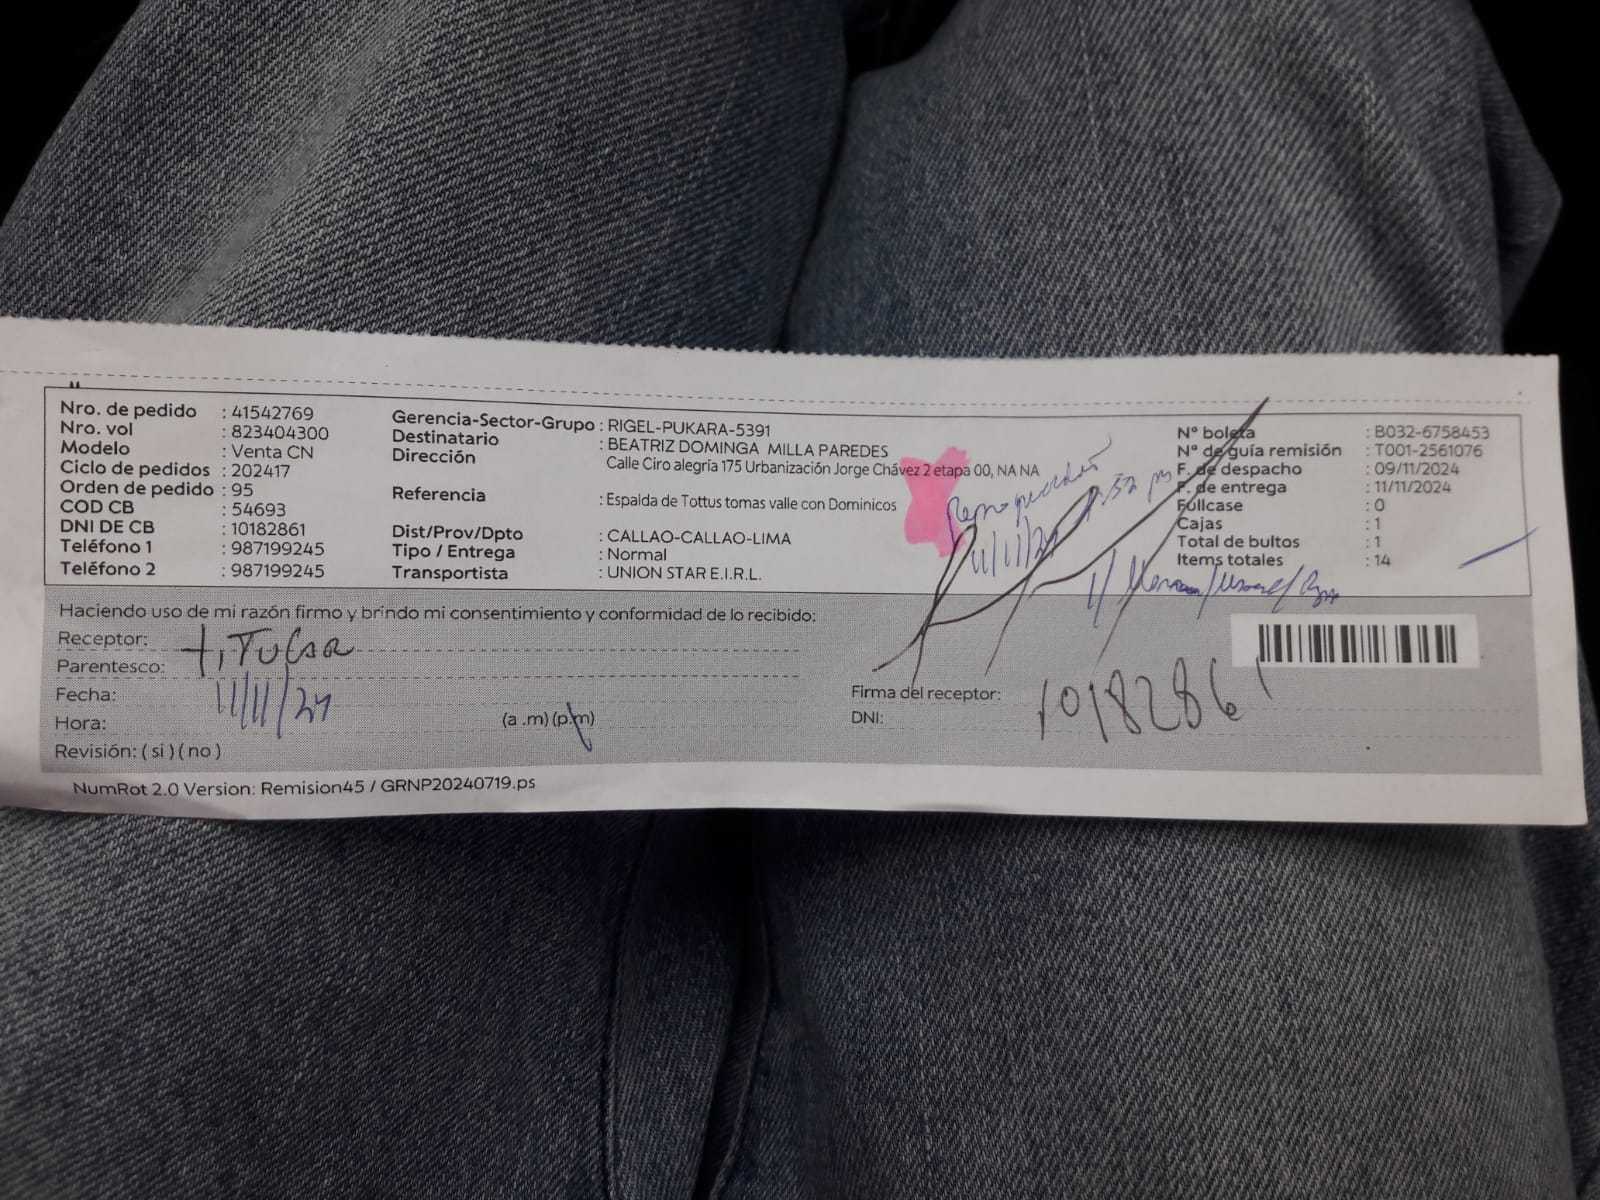 Nro. de pedido : 41542769
Nro. vol : 823404300
Modelo : Venta CN
Ciclo de pedidos : 202417
Orden de pedido : 95
COD CB : 54693
DNI DE CB : 10182861
Teléfono 1 : 987199245
Teléfono 2 : 987199245
Gerencia-Sector-Grupo : RIGEL-PUKARA-5391
Destinatario : BEATRIZ DOMINGA MILLA PAREDES
Dirección Calle Ciro alegría 175 Urbanización Jorge Chávez 2 etapa 00, NA NA
Referencia : Espalda de Tottus tomas valle con Dominicos
Dist/Prov/Dpto : CALLAO-CALLAO-LIMA
Tipo / Entrega : Normal
Transportista : UNION STAR E.I.R.L.
11/11/24
N° boleta : B032-6758453
N° de guía remisión : T001-2561076
F. de despacho : 09/11/2024
F. de entrega : 11/11/2024
Fullcase : 0
Cajas : 1
Total de bultos : 1
Items totales : 14
Haciendo uso de mi razón firmo y brindo mi consentimiento y conformidad de lo recibido:
Receptor:
Parentesco: Titular
Fecha: 11/11/24
Hora: (a .m) (p.m)
Revisión: ( si ) ( no )
Firma del receptor:
DNI: 10182861
NumRot 2.0 Version: Remision45 / GRNP20240719.ps